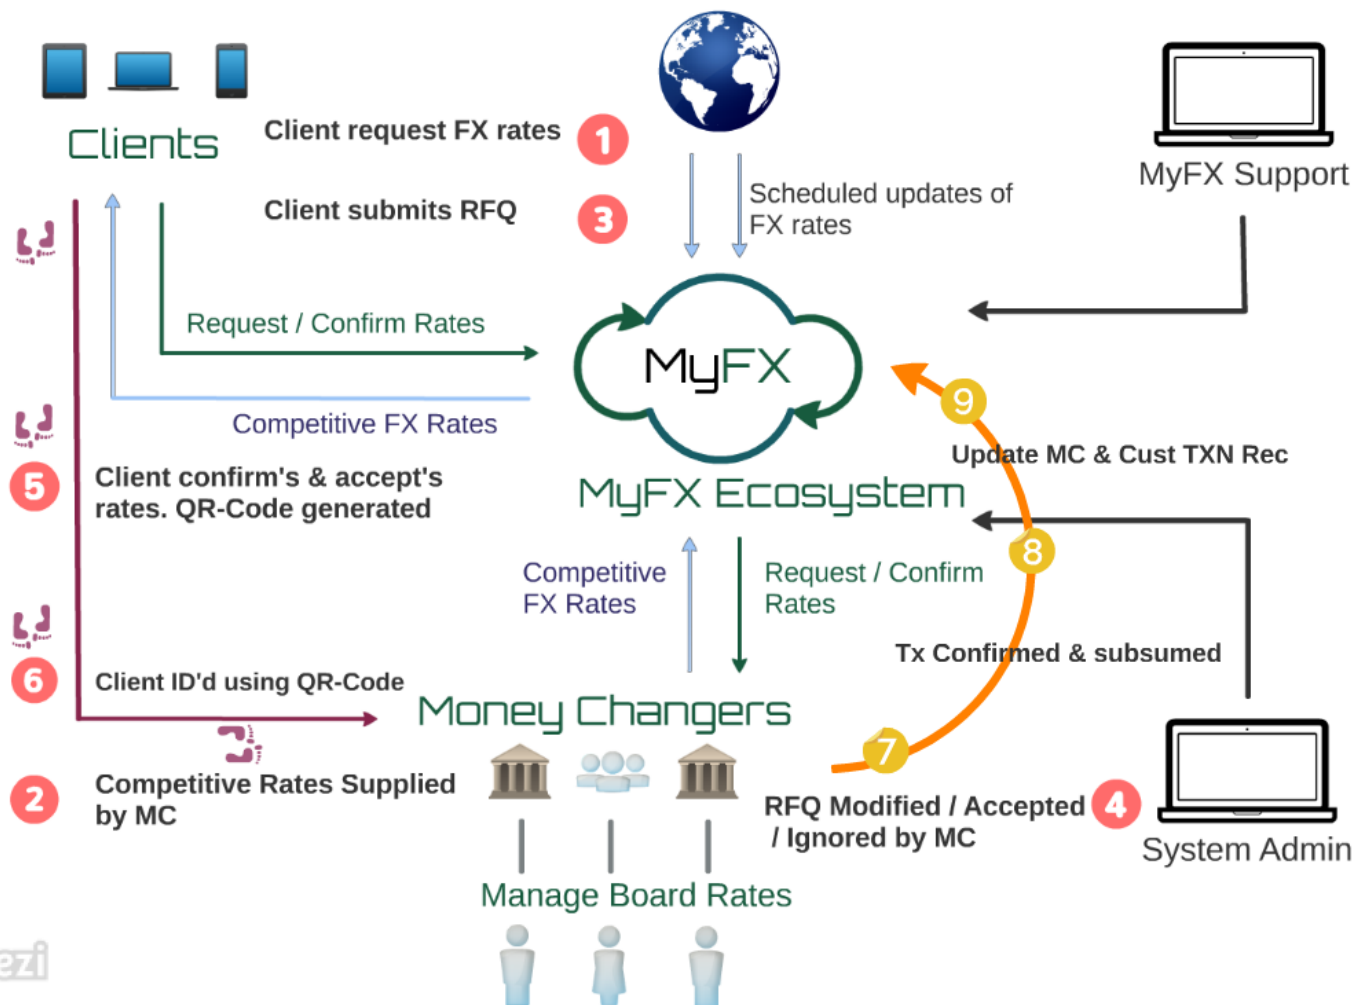 Clients
Client request FX rates
1
Client submits RFQ
3
Scheduled updates of
FX rates
MyFX Support
Request / Confirm Rates
Competitive FX Rates
MyFX
MyFX Ecosystem
9
Update MC & Cust TXN Rec
8
5
Client confirm's & accept's
rates. QR-Code generated
Competitive
FX Rates
Request / Confirm
Rates
Tx Confirmed & subsumed
6
Client ID'd using QR-Code
Money Changers
7
2
Competitive Rates Supplied
by MC
RFQ Modified / Accepted
/ Ignored by MC
4
System Admin
Manage Board Rates
ezi